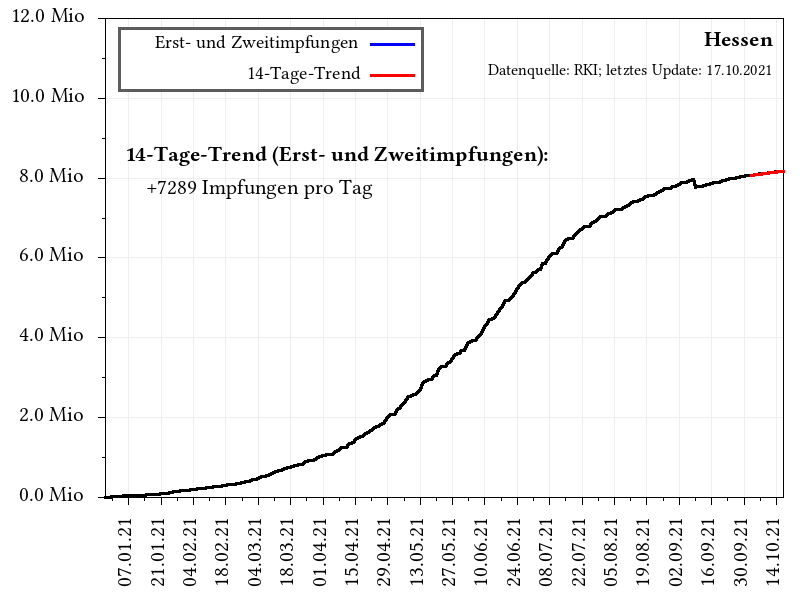 12.0 Mio
10.0 Mio
8.0 Mio
6.0 Mio
4.0 Mio
2.0 Mio
0.0 Mio
Erst- und Zweitimpfungen
14-Tage-Trend
Hessen
Datenquelle: RKI; letztes Update: 17.10.2021
14-Tage-Trend (Erst- und Zweitimpfungen):
+7289 Impfungen pro Tag
07.01.21
21.01.21
04.02.21
18.02.21
04.03.21
18.03.21
01.04.21
15.04.21
29.04.21
13.05.21
27.05.21
10.06.21
24.06.21
08.07.21
22.07.21
05.08.21
19.08.21
02.09.21
16.09.21
30.09.21
14.10.21